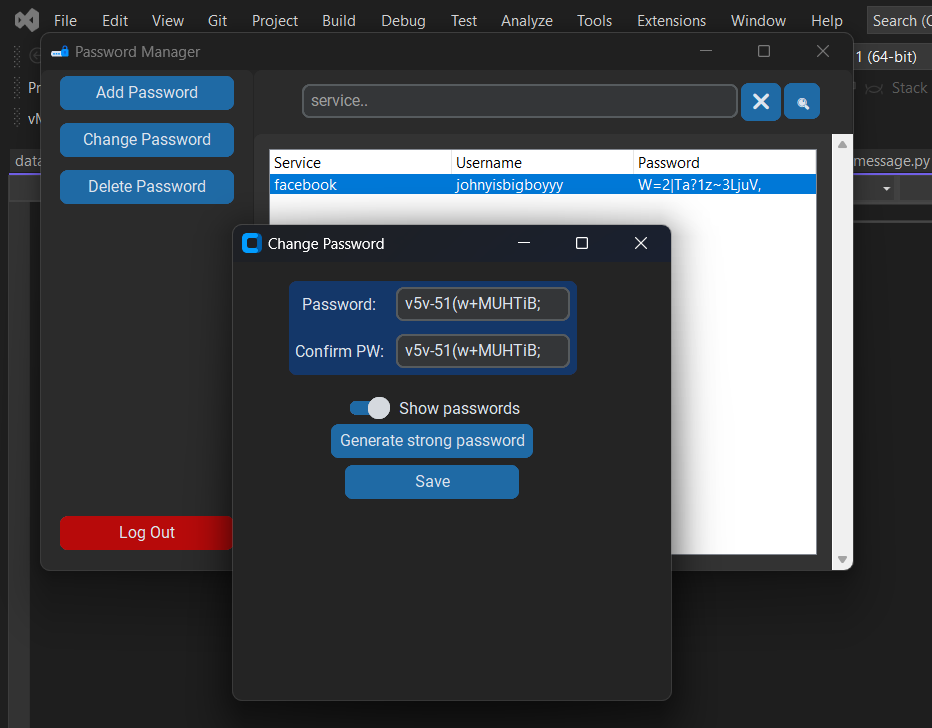 File Edit View Git Project Build Debug Test Analyze Tools Extensions Window Help Search (C
Password Manager
1 (64-bit)
Pr
Stack
vM
Add Password
service..
Change Password
data
message.py
Service Username Password
Delete Password
facebook johnyisbigboyyy W=2|Ta?1z~3LjuV,
Change Password
Password: v5v-51(w+MUHTiB;
Confirm PW: v5v-51(w+MUHTiB;
Show passwords
Generate strong password
Save
Log Out